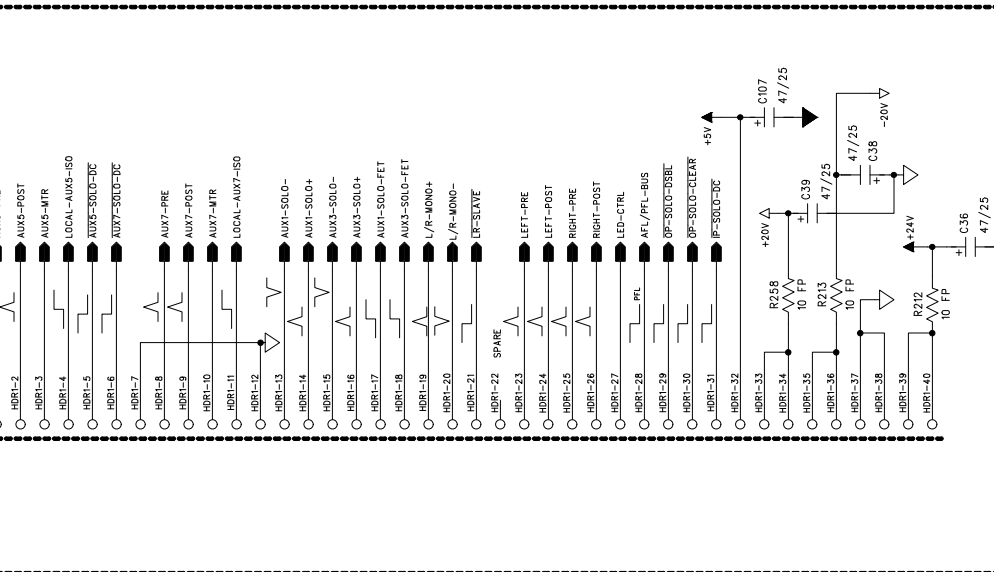 AUX5-POST
AUX5-MTR
LOCAL-AUX5-ISO
AUX5-SOLO-DC
AUX7-SOLO-DC
AUX7-PRE
AUX7-POST
AUX7-MTR
LOCAL-AUX7-ISO
AUX1-SOLO-
AUX1-SOLO+
AUX3-SOLO-
AUX3-SOLO+
AUX1-SOLO-FET
AUX3-SOLO-FET
L/R-MONO+
L/R-MONO-
LR-SLAVE
LEFT-PRE
LEFT-POST
RIGHT-PRE
RIGHT-POST
LED-CTRL
AFL/PFL-BUS
OP-SOLO-DSBL
OP-SOLO-CLEAR
IP-SOLO-DC
+5V
+
C107
47/25
-20V
47/25
C38
+
C39
47/25
+
+20V
+24V
+
C36
47/25
R258
10 FP
R213
10 FP
R212
10 FP
PFL
SPARE
HDR1-2
HDR1-3
HDR1-4
HDR1-5
HDR1-6
HDR1-7
HDR1-8
HDR1-9
HDR1-10
HDR1-11
HDR1-12
HDR1-13
HDR1-14
HDR1-15
HDR1-16
HDR1-17
HDR1-18
HDR1-19
HDR1-20
HDR1-21
HDR1-22
HDR1-23
HDR1-24
HDR1-25
HDR1-26
HDR1-27
HDR1-28
HDR1-29
HDR1-30
HDR1-31
HDR1-32
HDR1-33
HDR1-34
HDR1-35
HDR1-36
HDR1-37
HDR1-38
HDR1-39
HDR1-40